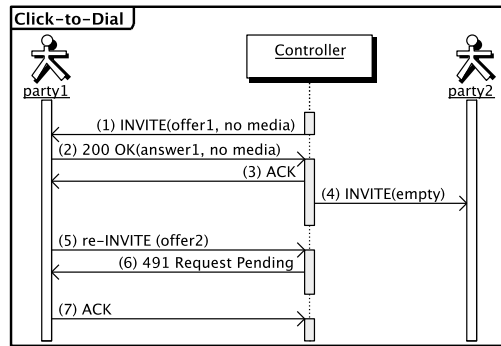 Click-to-Dial
Controller
party1
party2
(1) INVITE(offer1, no media)
(2) 200 OK(answer1, no media)
(3) ACK
(4) INVITE(empty)
(5) re-INVITE (offer2)
(6) 491 Request Pending
(7) ACK